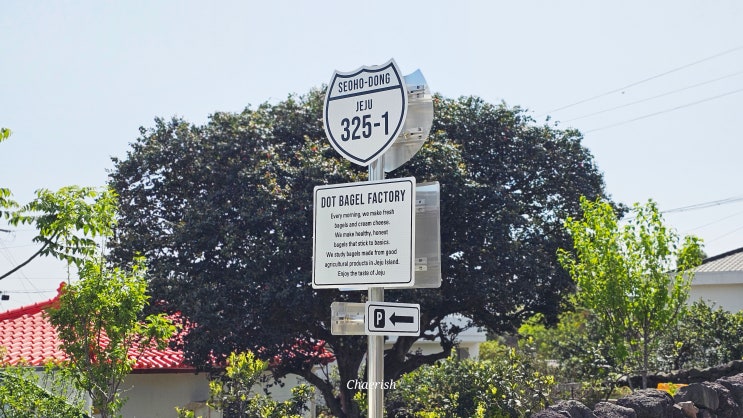 SEOHO-DONG
JEJU
325-1
DOT BAGEL FACTORY
Every morning, we make fresh
bagels and cream cheese.
We make healthy, honest
bagels that stick to basics.
We study bagels made from good
agricultural products in Jeju Island.
Enjoy the taste of Jeju
P
Chaerish